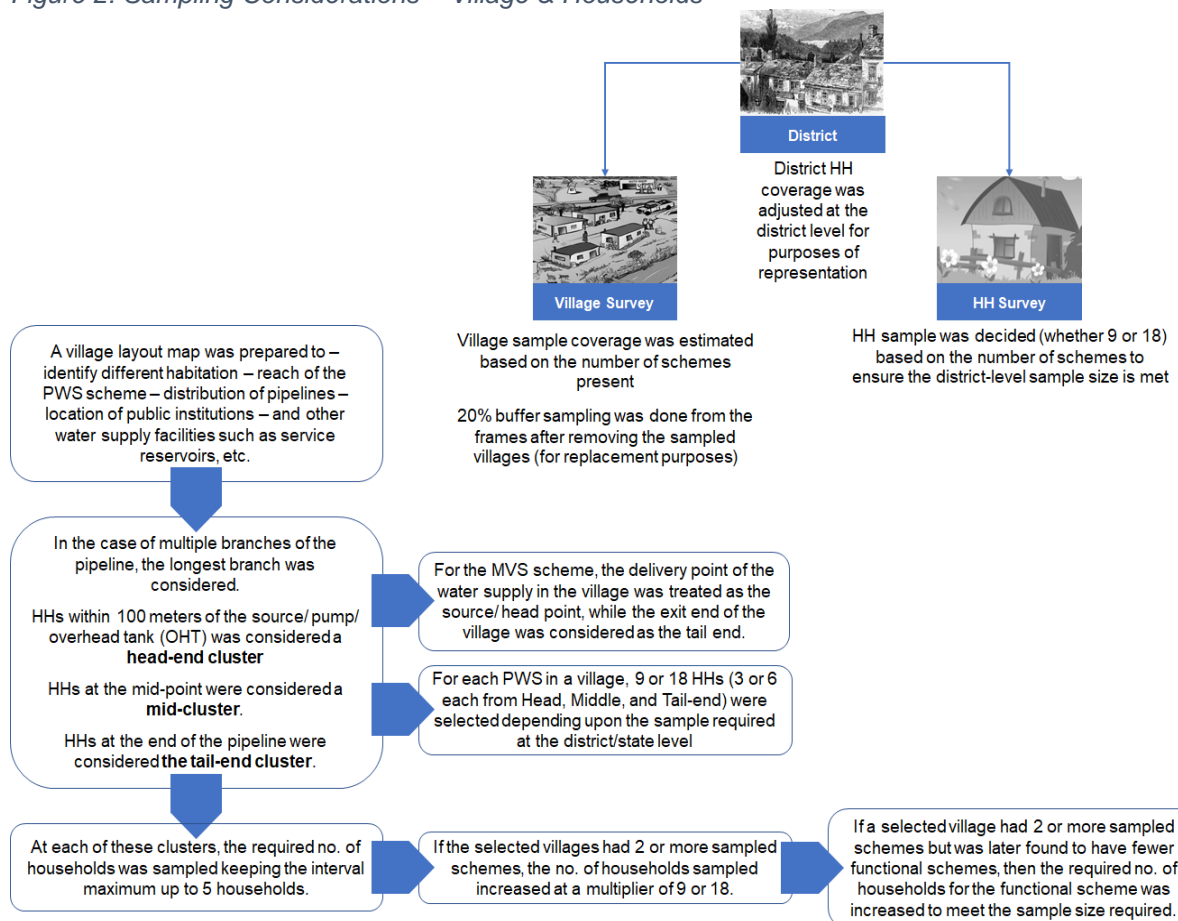 Figure 2: Sampling Considerations – Village & Households
District
District HH
coverage was
adjusted at the
district level for
purposes of
representation
Village Survey
Village sample coverage was estimated
based on the number of schemes
present
20% buffer sampling was done from the
frames after removing the sampled
villages (for replacement purposes)
HH Survey
HH sample was decided (whether 9 or 18)
based on the number of schemes to
ensure the district-level sample size is met
A village layout map was prepared to –
identify different habitation – reach of the
PWS scheme – distribution of pipelines –
location of public institutions – and other
water supply facilities such as service
reservoirs, etc.
In the case of multiple branches of the
pipeline, the longest branch was
considered.
HHs within 100 meters of the source/ pump/
overhead tank (OHT) was considered a
head-end cluster
HHs at the mid-point were considered a
mid-cluster.
HHs at the end of the pipeline were
considered the tail-end cluster.
For the MVS scheme, the delivery point of the
water supply in the village was treated as the
source/ head point, while the exit end of the
village was considered as the tail end.
For each PWS in a village, 9 or 18 HHs (3 or 6
each from Head, Middle, and Tail-end) were
selected depending upon the sample required
at the district/state level
At each of these clusters, the required no. of
households was sampled keeping the interval
maximum up to 5 households.
If the selected villages had 2 or more sampled
schemes, the no. of households sampled
increased at a multiplier of 9 or 18.
If a selected village had 2 or more sampled
schemes but was later found to have fewer
functional schemes, then the required no. of
households for the functional scheme was
increased to meet the sample size required.